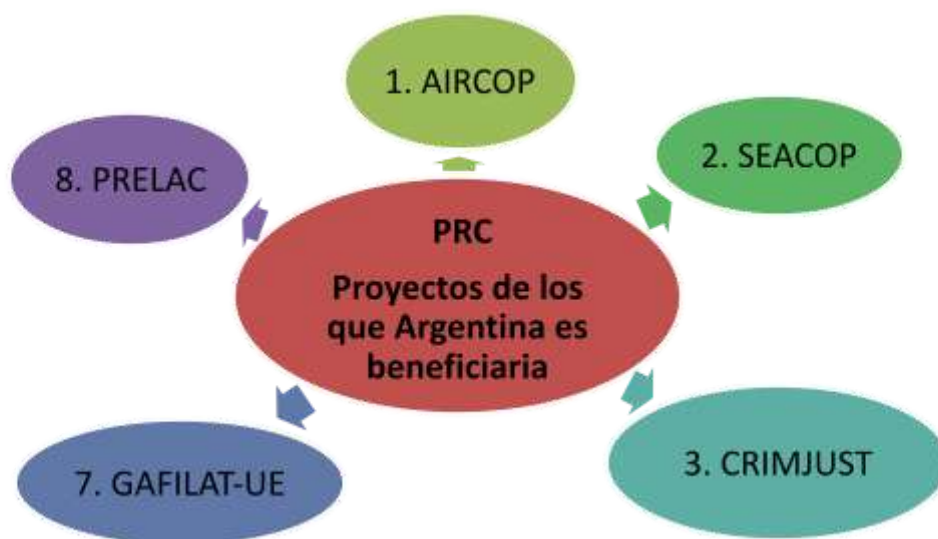 1. AIRCOP
2. SEACOP
8. PRELAC
PRC
Proyectos de los
que Argentina es
beneficiaria
3. CRIMJUST
7. GAFILAT-UE